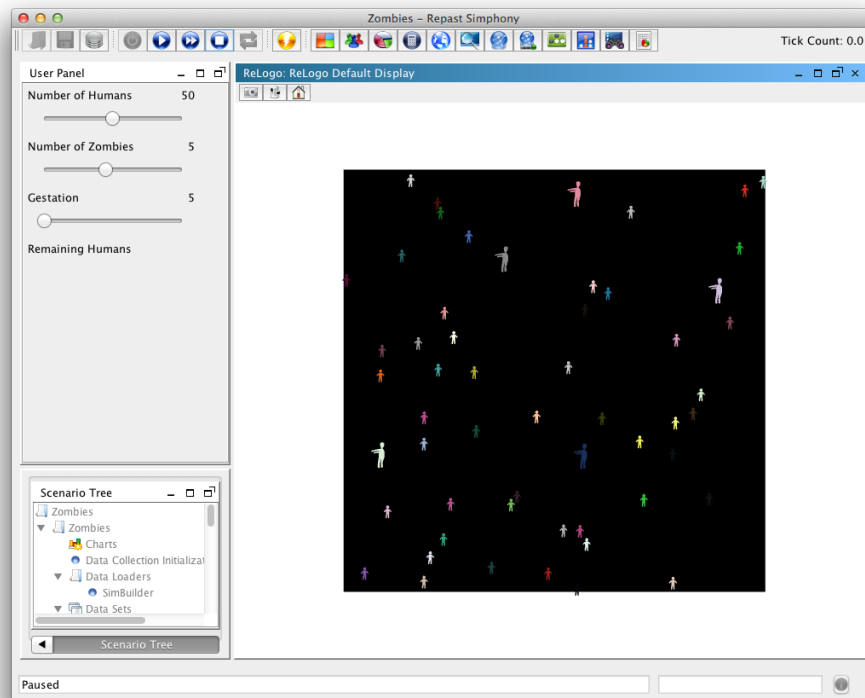 Zombies – Repast Simphony
Tick Count: 0.0
User Panel
Number of Humans 50
Number of Zombies 5
Gestation 5
Remaining Humans
ReLogo: ReLogo Default Display
Scenario Tree
Zombies
Zombies
Charts
Data Collection Initializat
Data Loaders
SimBuilder
Data Sets
Scenario Tree
Paused